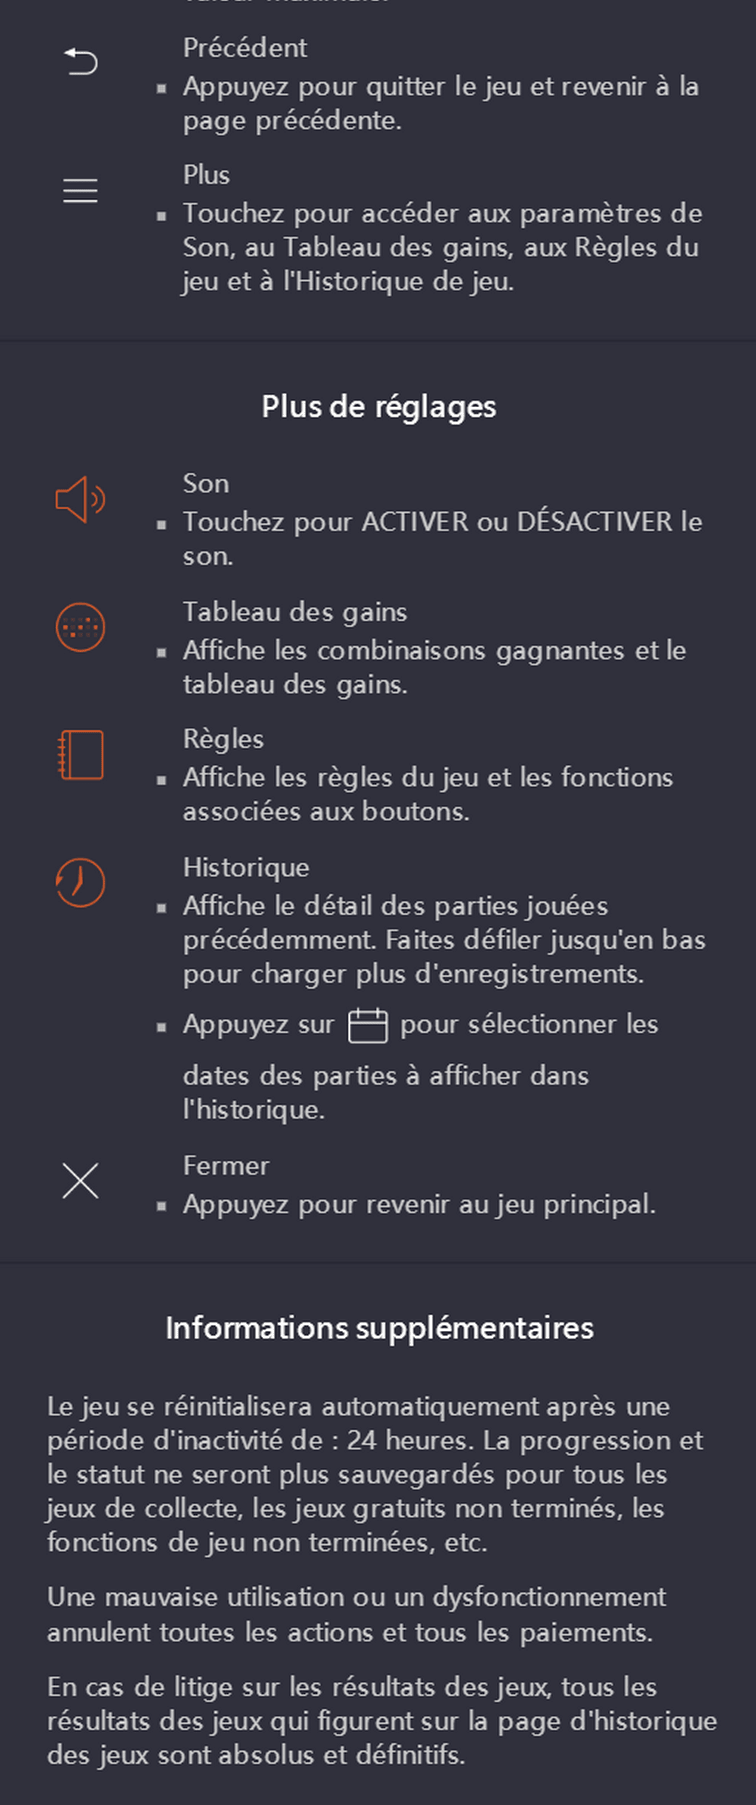 Précédent
Appuyez pour quitter le jeu et revenir à la
page précédente.
Plus
Touchez pour accéder aux paramètres de
Son, au Tableau des gains, aux Règles du
jeu et à l'Historique de jeu.
Plus de réglages
Son
Touchez pour ACTIVER ou DÉSACTIVER le
son.
Tableau des gains
Affiche les combinaisons gagnantes et le
tableau des gains.
Règles
Affiche les règles du jeu et les fonctions
associées aux boutons.
Historique
Affiche le détail des parties jouées
précédemment. Faites défiler jusqu'en bas
pour charger plus d'enregistrements.
Appuyez sur pour sélectionner les
dates des parties à afficher dans
l'historique.
Fermer
Appuyez pour revenir au jeu principal.
Informations supplémentaires
Le jeu se réinitialisera automatiquement après une
période d'inactivité de : 24 heures. La progression et
le statut ne seront plus sauvegardés pour tous les
jeux de collecte, les jeux gratuits non terminés, les
fonctions de jeu non terminées, etc.
Une mauvaise utilisation ou un dysfonctionnement
annulent toutes les actions et tous les paiements.
En cas de litige sur les résultats des jeux, tous les
résultats des jeux qui figurent sur la page d'historique
des jeux sont absolus et définitifs.